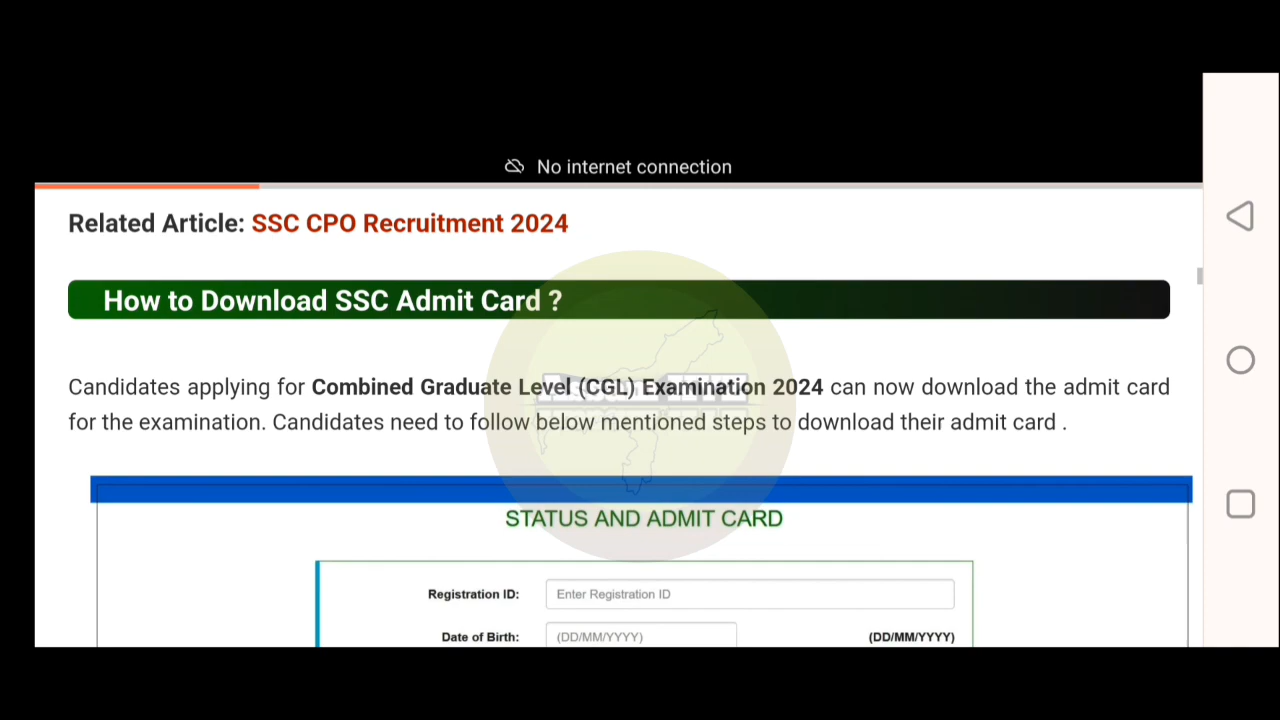 No internet connection
Related Article: SSC CPO Recruitment 2024
How to Download SSC Admit Card ?
Candidates applying for Combined Graduate Level (CGL) Examination 2024 can now download the admit card
for the examination. Candidates need to follow below mentioned steps to download their admit card .
STATUS AND ADMIT CARD
Registration ID: Enter Registration ID
Date of Birth: (DD/MM/YYYY) (DD/MM/YYYY)